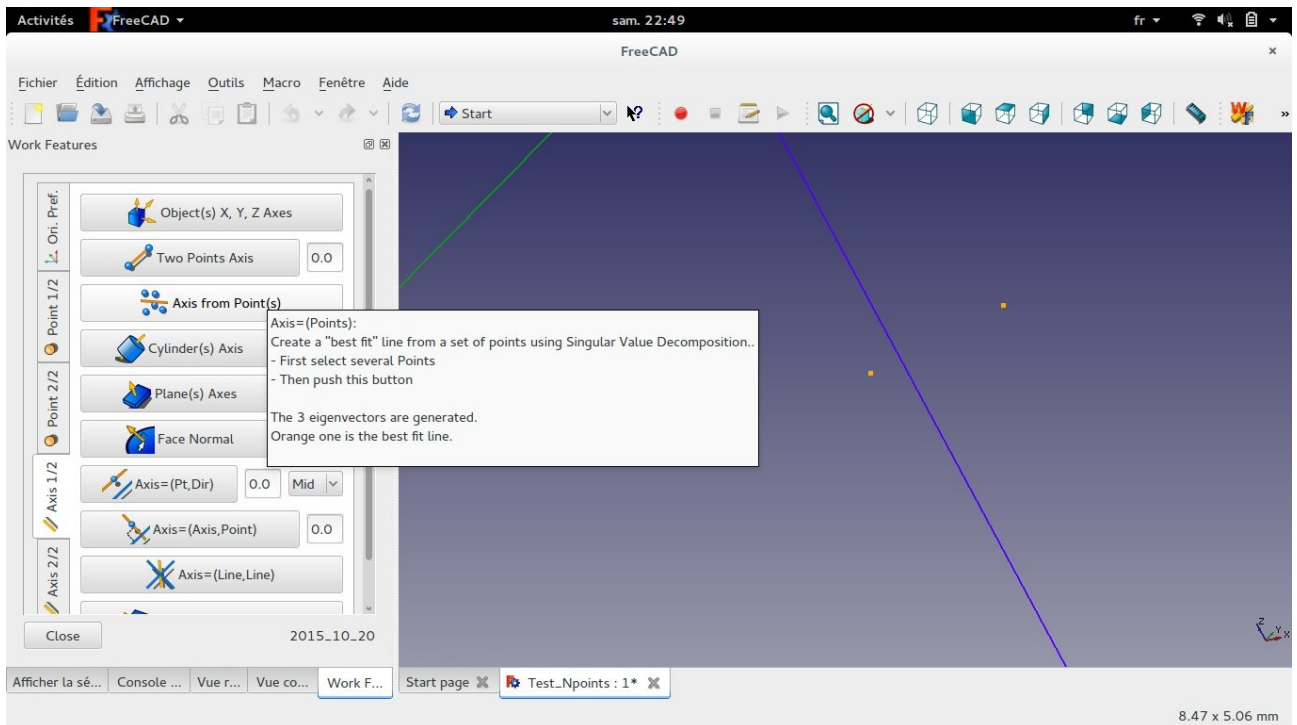 Activités FreeCAD sam. 22:49 fr
FreeCAD
Fichier Édition Affichage Outils Macro Fenêtre Aide
Start »
Work Features
Ori. Pref.
Point 1/2
Point 2/2
Axis 1/2
Axis 2/2
Object(s) X, Y, Z Axes
Two Points Axis 0.0
Axis from Point(s)
Cylinder(s) Axis
Plane(s) Axes
Face Normal
Axis=(Pt,Dir) 0.0 Mid
Axis=(Axis,Point) 0.0
Axis=(Line,Line)
Axis=(Points):
Create a "best fit" line from a set of points using Singular Value Decomposition..
- First select several Points
- Then push this button
The 3 eigenvectors are generated.
Orange one is the best fit line.
Close 2015_10_20
Z Y X
Afficher la sé... Console ... Vue r... Vue co... Work F... Start page Test_Npoints : 1*
8.47 x 5.06 mm